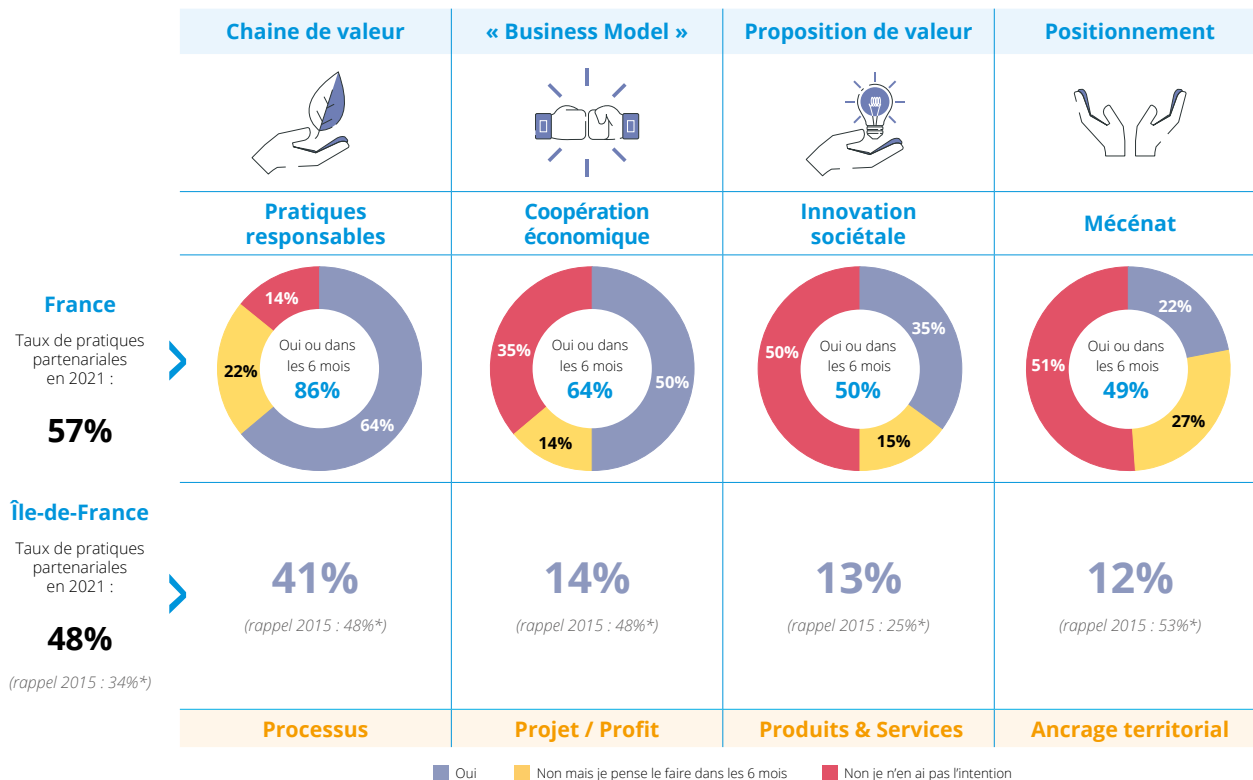 Chaine de valeur
« Business Model »
Proposition de valeur
Positionnement
Pratiques
responsables
Coopération
économique
Innovation
sociétale
Mécénat
France
Taux de pratiques
partenariales
en 2021 :
57%
14%
22%
64%
Oui ou dans
les 6 mois
86%
35%
50%
14%
Oui ou dans
les 6 mois
64%
35%
50%
15%
Oui ou dans
les 6 mois
50%
22%
51%
27%
Oui ou dans
les 6 mois
49%
Île-de-France
Taux de pratiques
partenariales
en 2021 :
48%
(rappel 2015 : 34%*)
41%
(rappel 2015 : 48%*)
14%
(rappel 2015 : 48%*)
13%
(rappel 2015 : 25%*)
12%
(rappel 2015 : 53%*)
Processus
Projet / Profit
Produits & Services
Ancrage territorial
Oui
Non mais je pense le faire dans les 6 mois
Non je n'en ai pas l'intention